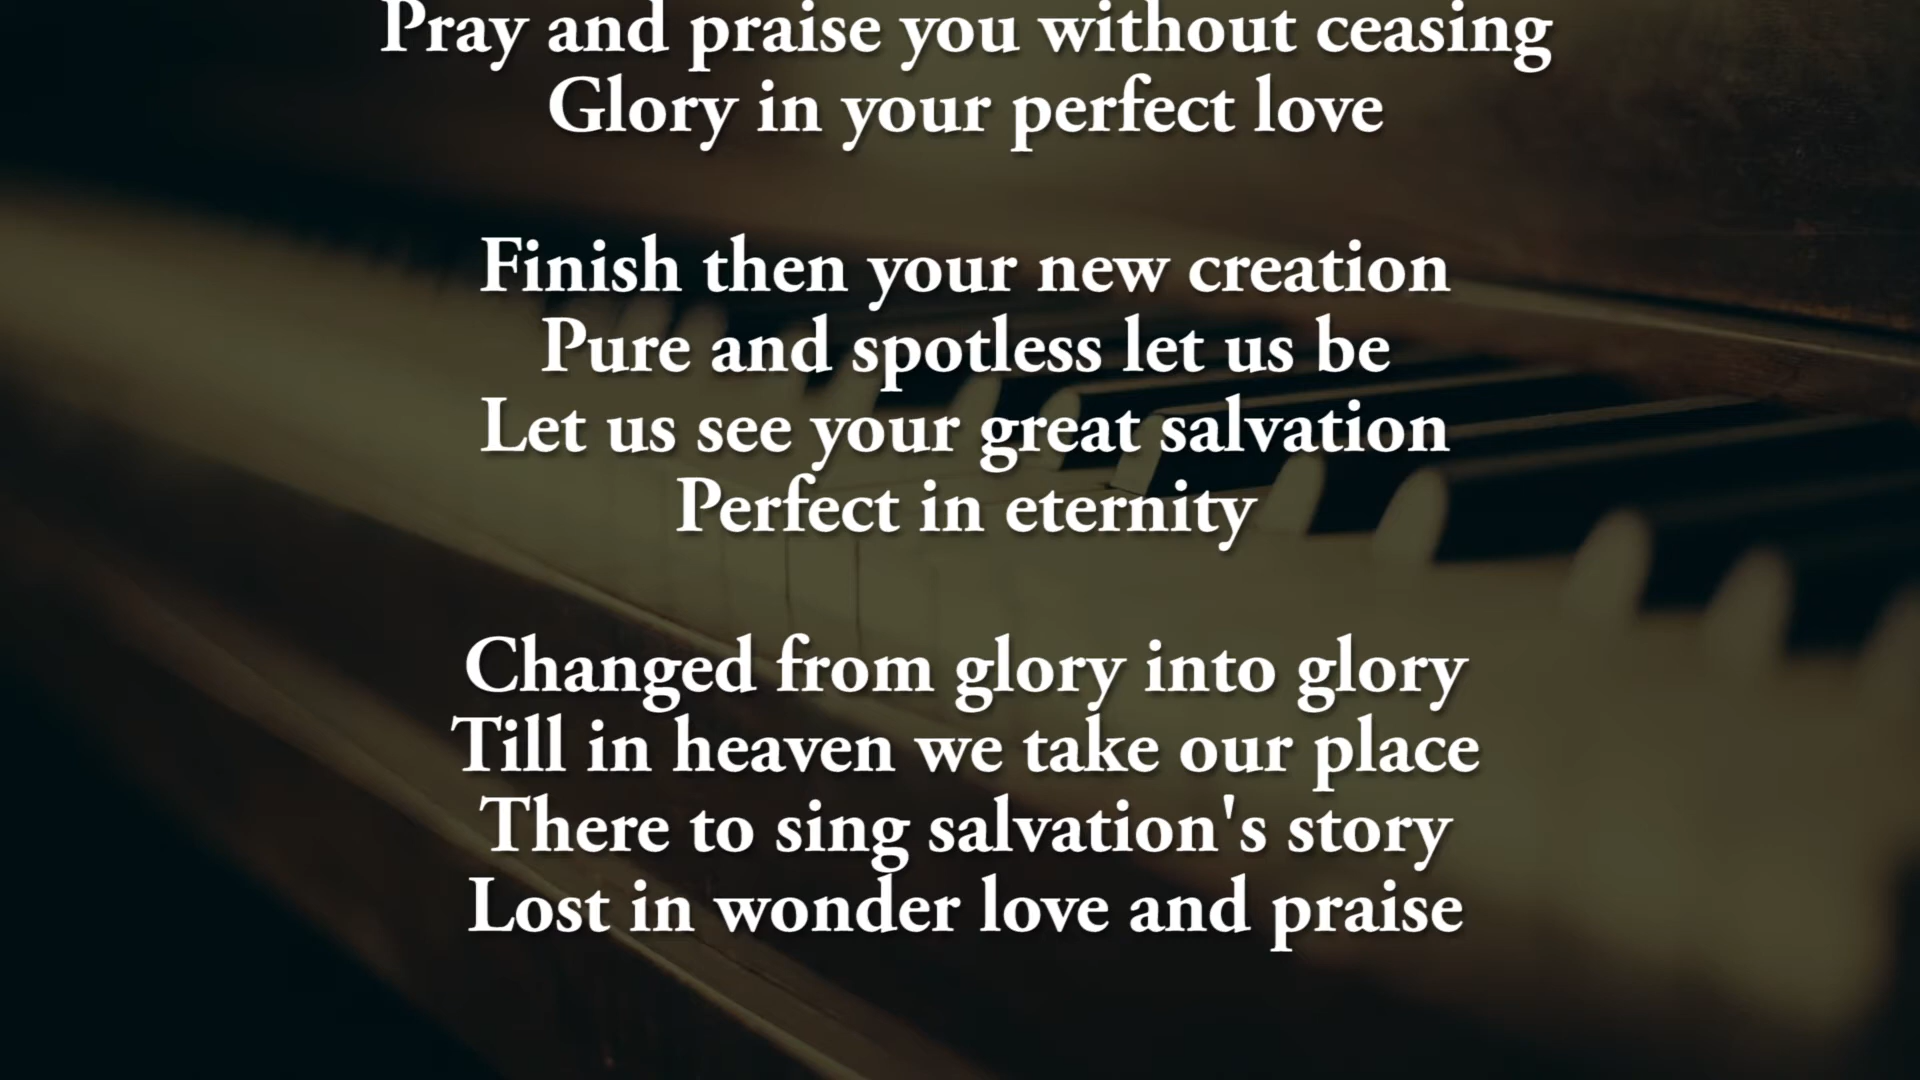 Pray and praise you without ceasing
Glory in your perfect love
Finish then your new creation
Pure and spotless let us be
Let us see your great salvation
Perfect in eternity
Changed from glory into glory
Till in heaven we take our place
There to sing salvation's story
Lost in wonder love and praise